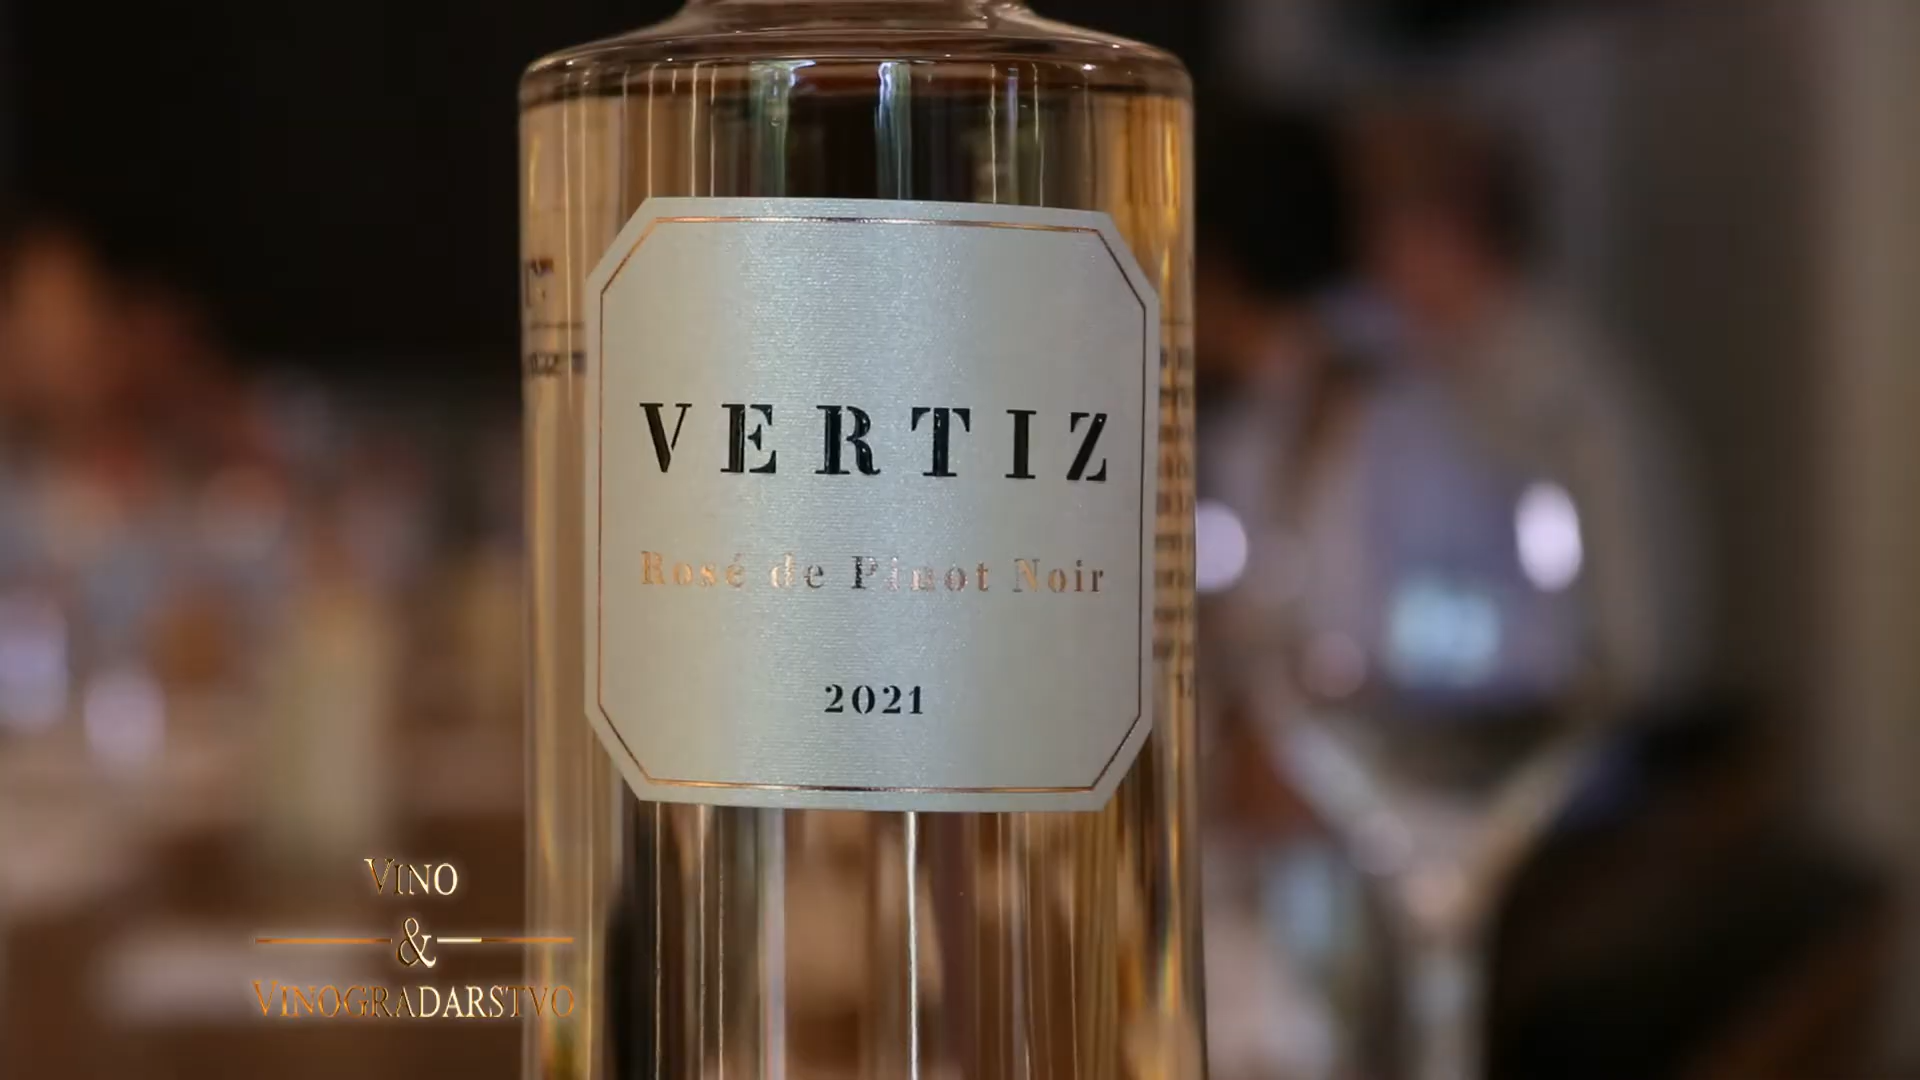 VERTIZ
Rosé de Pinot Noir
2021
VINO
&
VINOGRADARSTVO